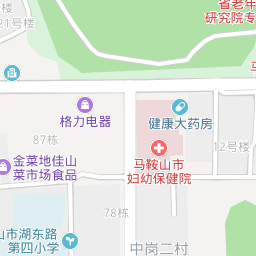 省老年
研究院专
号楼
马
格力电器
健康大药房
87栋
12号楼
马鞍山市
妇幼保健院
金菜地佳山
菜市场食品
78栋
山市湖东路
第四小学
中岗二村